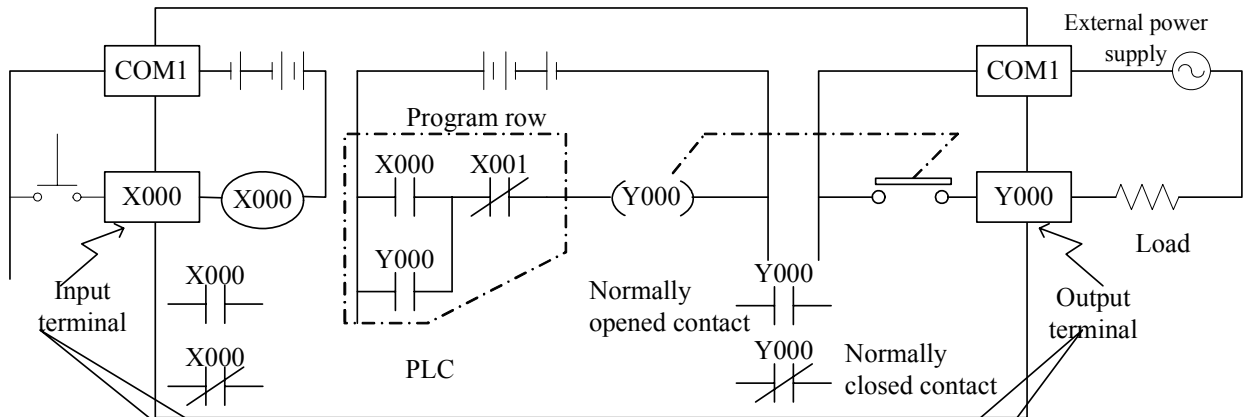 External power
supply
COM1
COM1
Program row
X000
X001
X000
X000
Y000
Y000
Load
Y000
X000
Y000
Input
terminal
Normally
opened contact
Output
terminal
X000
Y000
PLC
Normally
closed contact